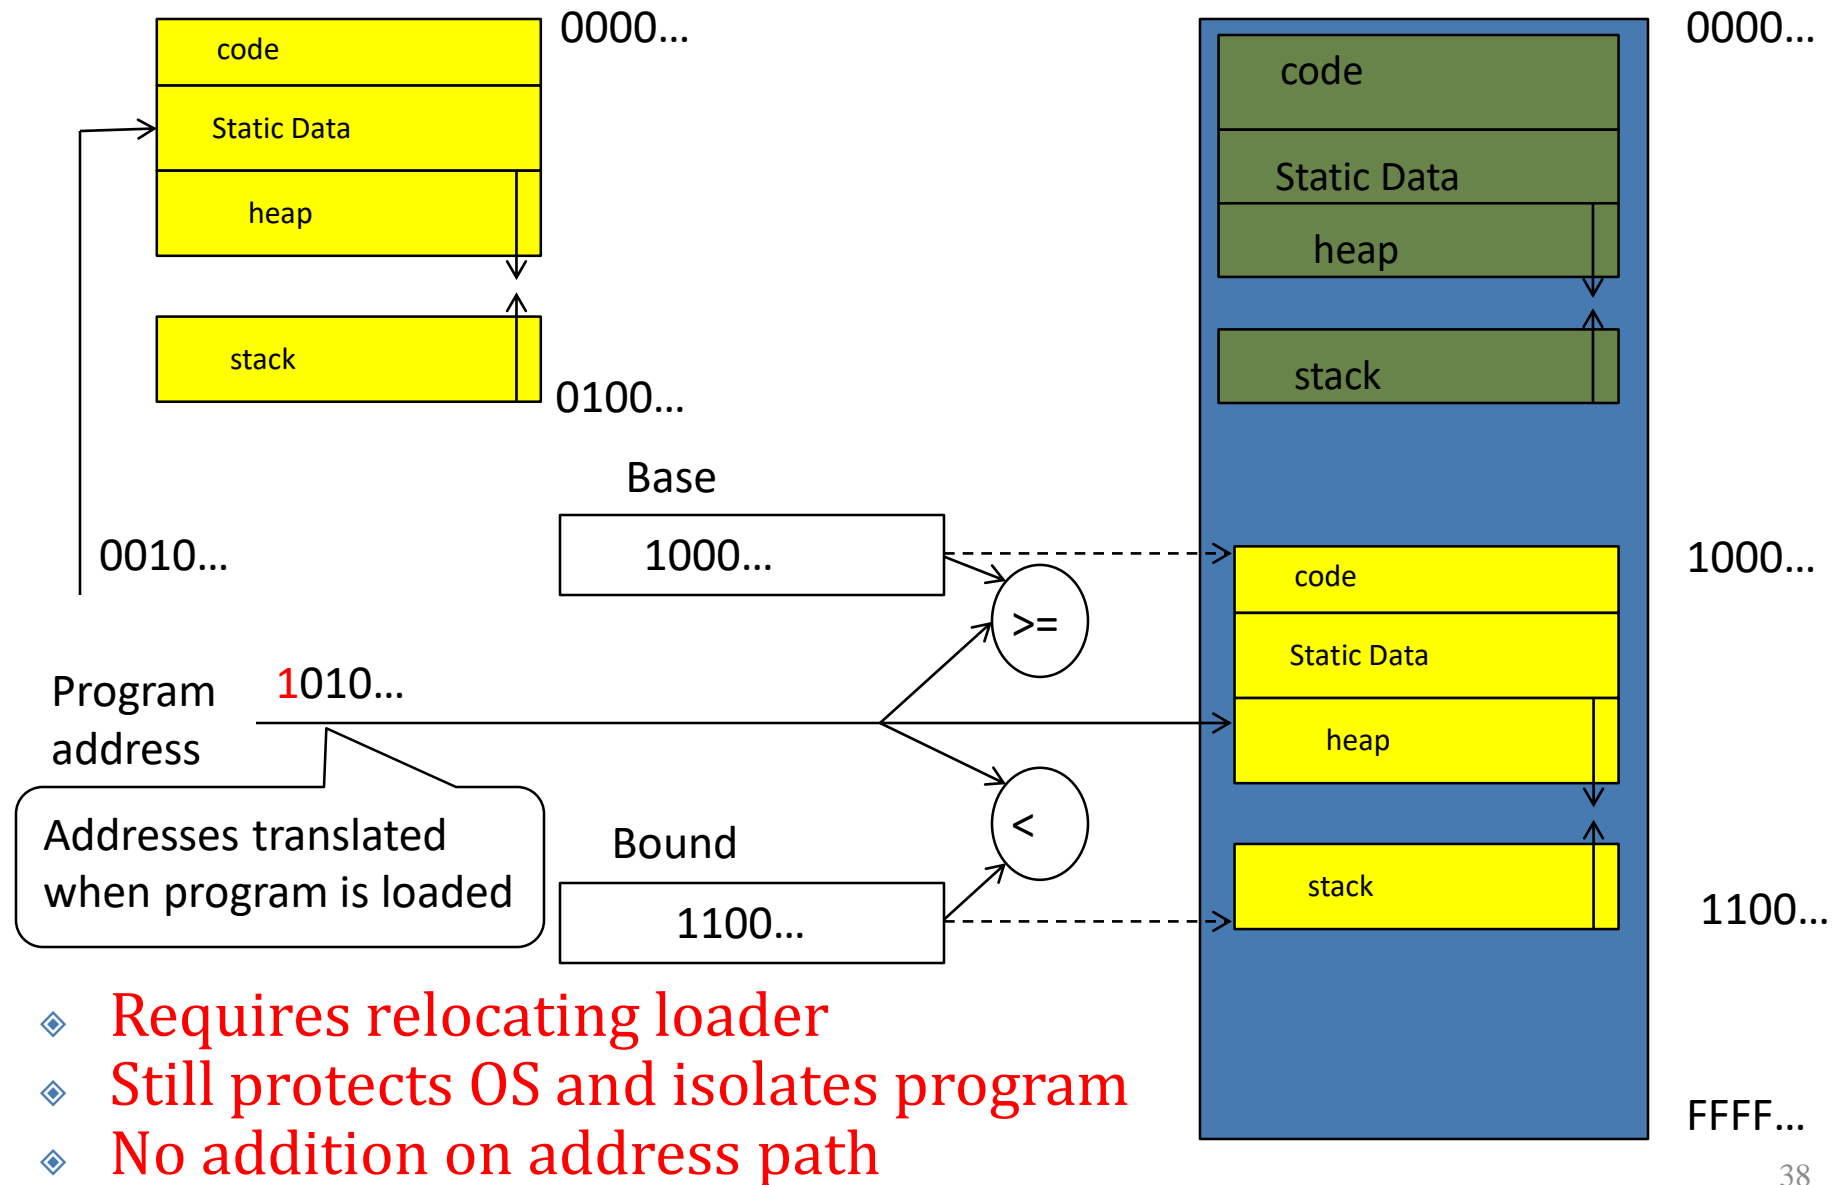 code
0000...
Static Data
heap
stack
0100...
0000...
code
Static Data
heap
stack
Base
0010...
1000...
1000...
code
>=
Static Data
Program
address
1010...
heap
Addresses translated
when program is loaded
Bound
<
stack
1100...
1100...
Requires relocating loader
Still protects OS and isolates program
No addition on address path
FFFF...
38